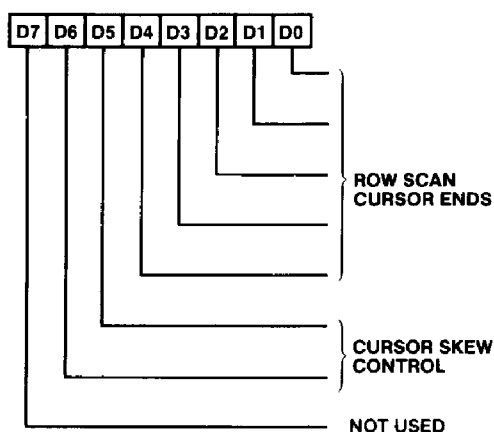 D7 D6 D5 D4 D3 D2 D1 D0
ROW SCAN
CURSOR ENDS
CURSOR SKEW
CONTROL
NOT USED